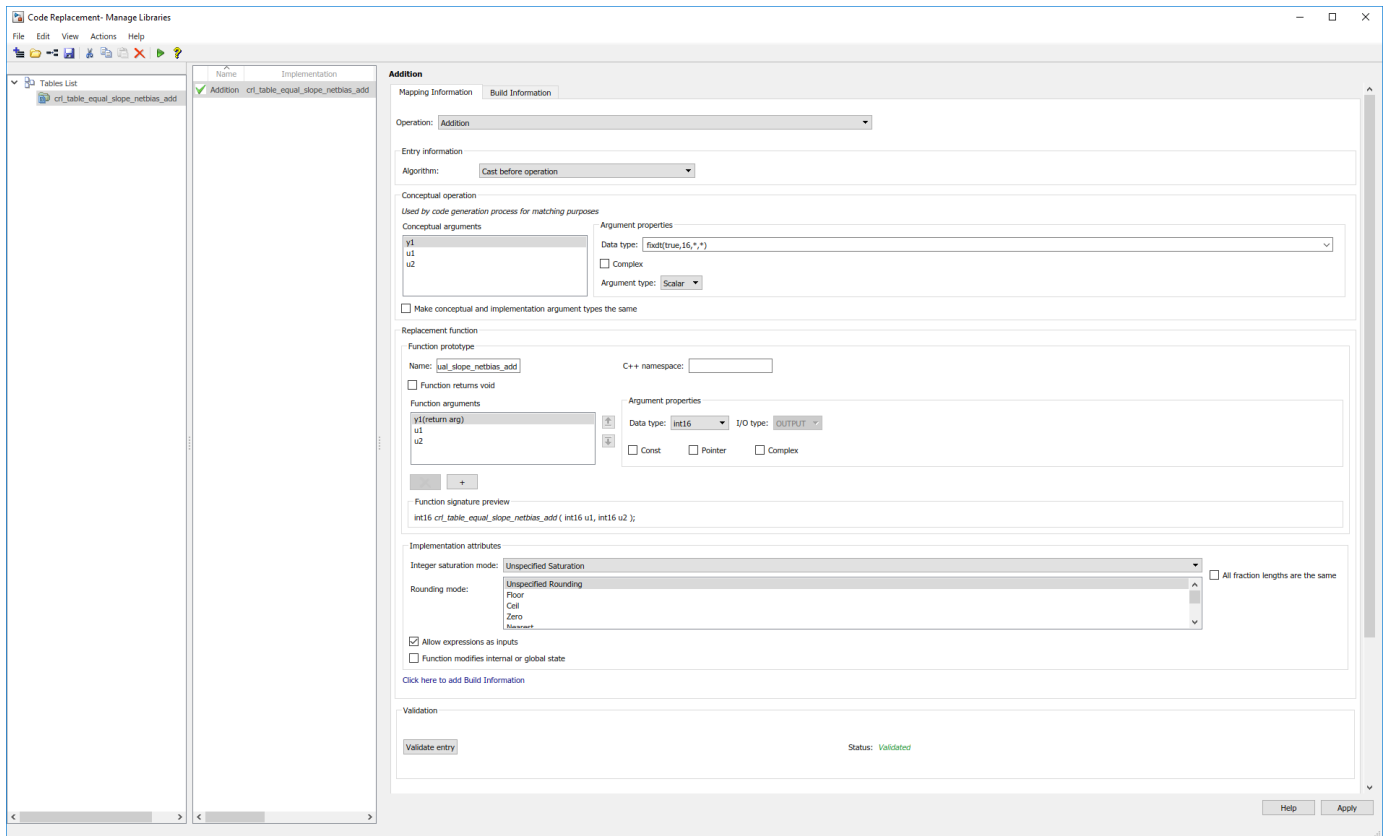 Code Replacement- Manage Libraries
File Edit View Actions Help
Tables List
crl_table_equal_slope_netbias_add
Name Implementation
Addition crl_table_equal_slope_netbias_add
Addition
Mapping Information Build Information
Operation: Addition
Entry information
Algorithm: Cast before operation
Conceptual operation
Used by code generation process for matching purposes
Conceptual arguments
y1
u1
u2
Argument properties
Data type: fixdt(true,16,*,*)
Complex
Argument type: Scalar
Make conceptual and implementation argument types the same
Replacement function
Function prototype
Name: ual_slope_netbias_add C++ namespace:
Function returns void
Function arguments
y1(return arg)
u1
u2
Argument properties
Data type: int16 I/O type: OUTPUT
Const Pointer Complex
+
Function signature preview
int16 crl_table_equal_slope_netbias_add ( int16 u1, int16 u2 );
Implementation attributes
Integer saturation mode: Unspecified Saturation
All fraction lengths are the same
Rounding mode: Unspecified Rounding
Floor
Ceil
Zero
Nearest
Allow expressions as inputs
Function modifies internal or global state
Click here to add Build Information
Validation
Validate entry Status: Validated
Help Apply